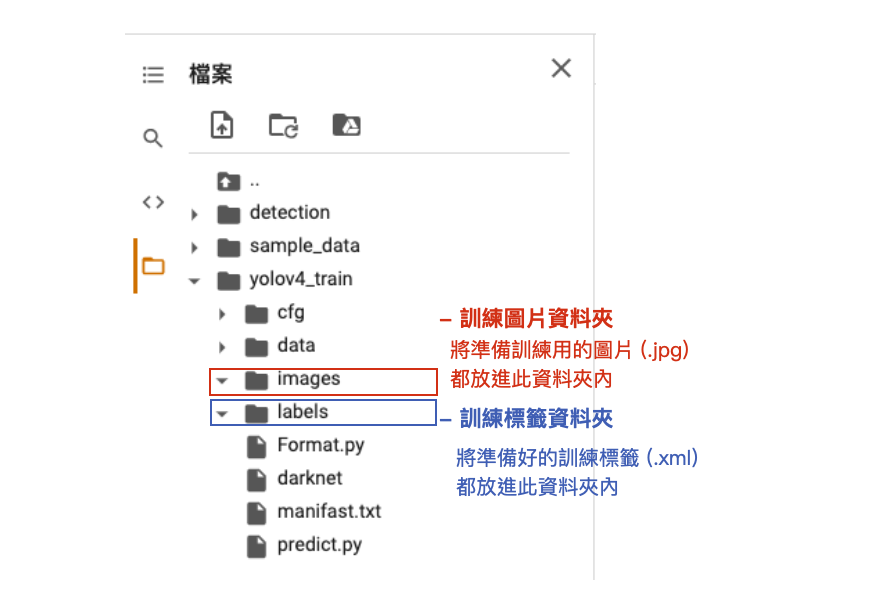 檔案
..
detection
sample_data
yolov4_train
cfg
data
images
labels
Format.py
darknet
manifast.txt
predict.py
– 訓練圖片資料夾
將準備訓練用的圖片 (.jpg)
都放進此資料夾內
– 訓練標籤資料夾
將準備好的訓練標籤 (.xml)
都放進此資料夾內